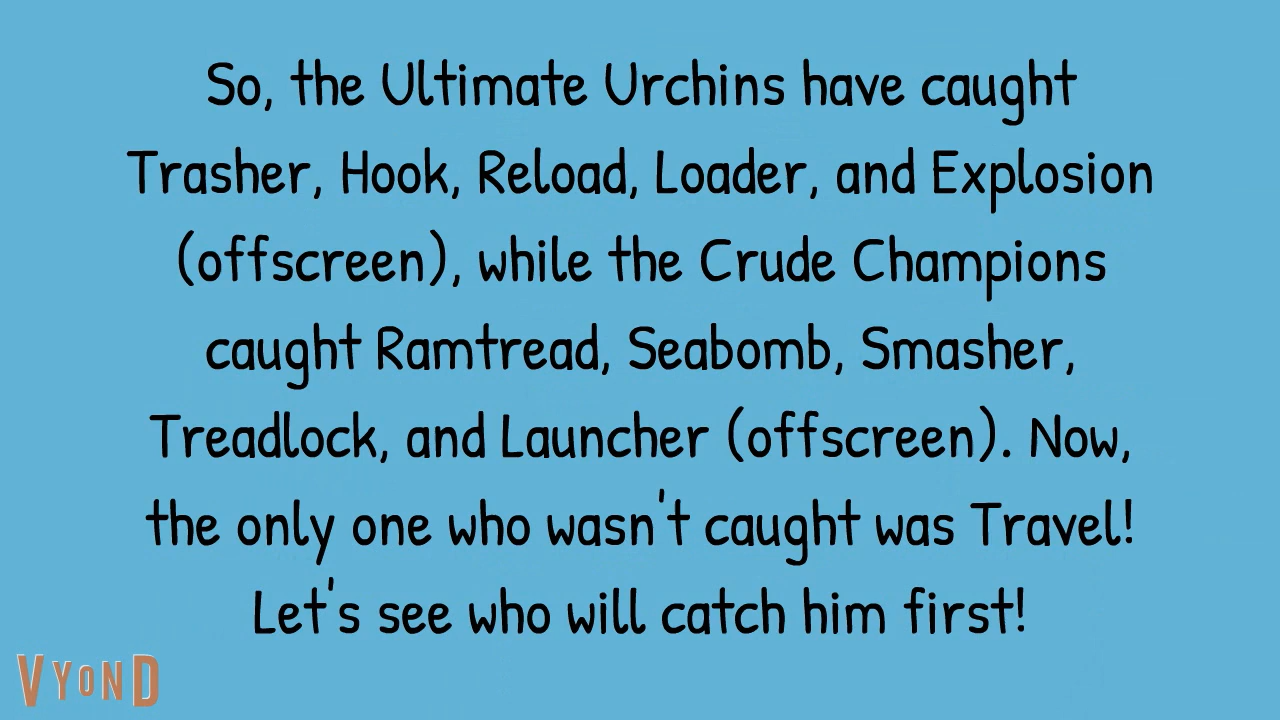 So, the Ultimate Urchins have caught
Trasher, Hook, Reload, Loader, and Explosion
(offscreen), while the Crude Champions
caught Ramtread, Seabomb, Smasher,
Treadlock, and Launcher (offscreen). Now,
the only one who wasn't caught was Travel!
Let's see who will catch him first!
VYOND